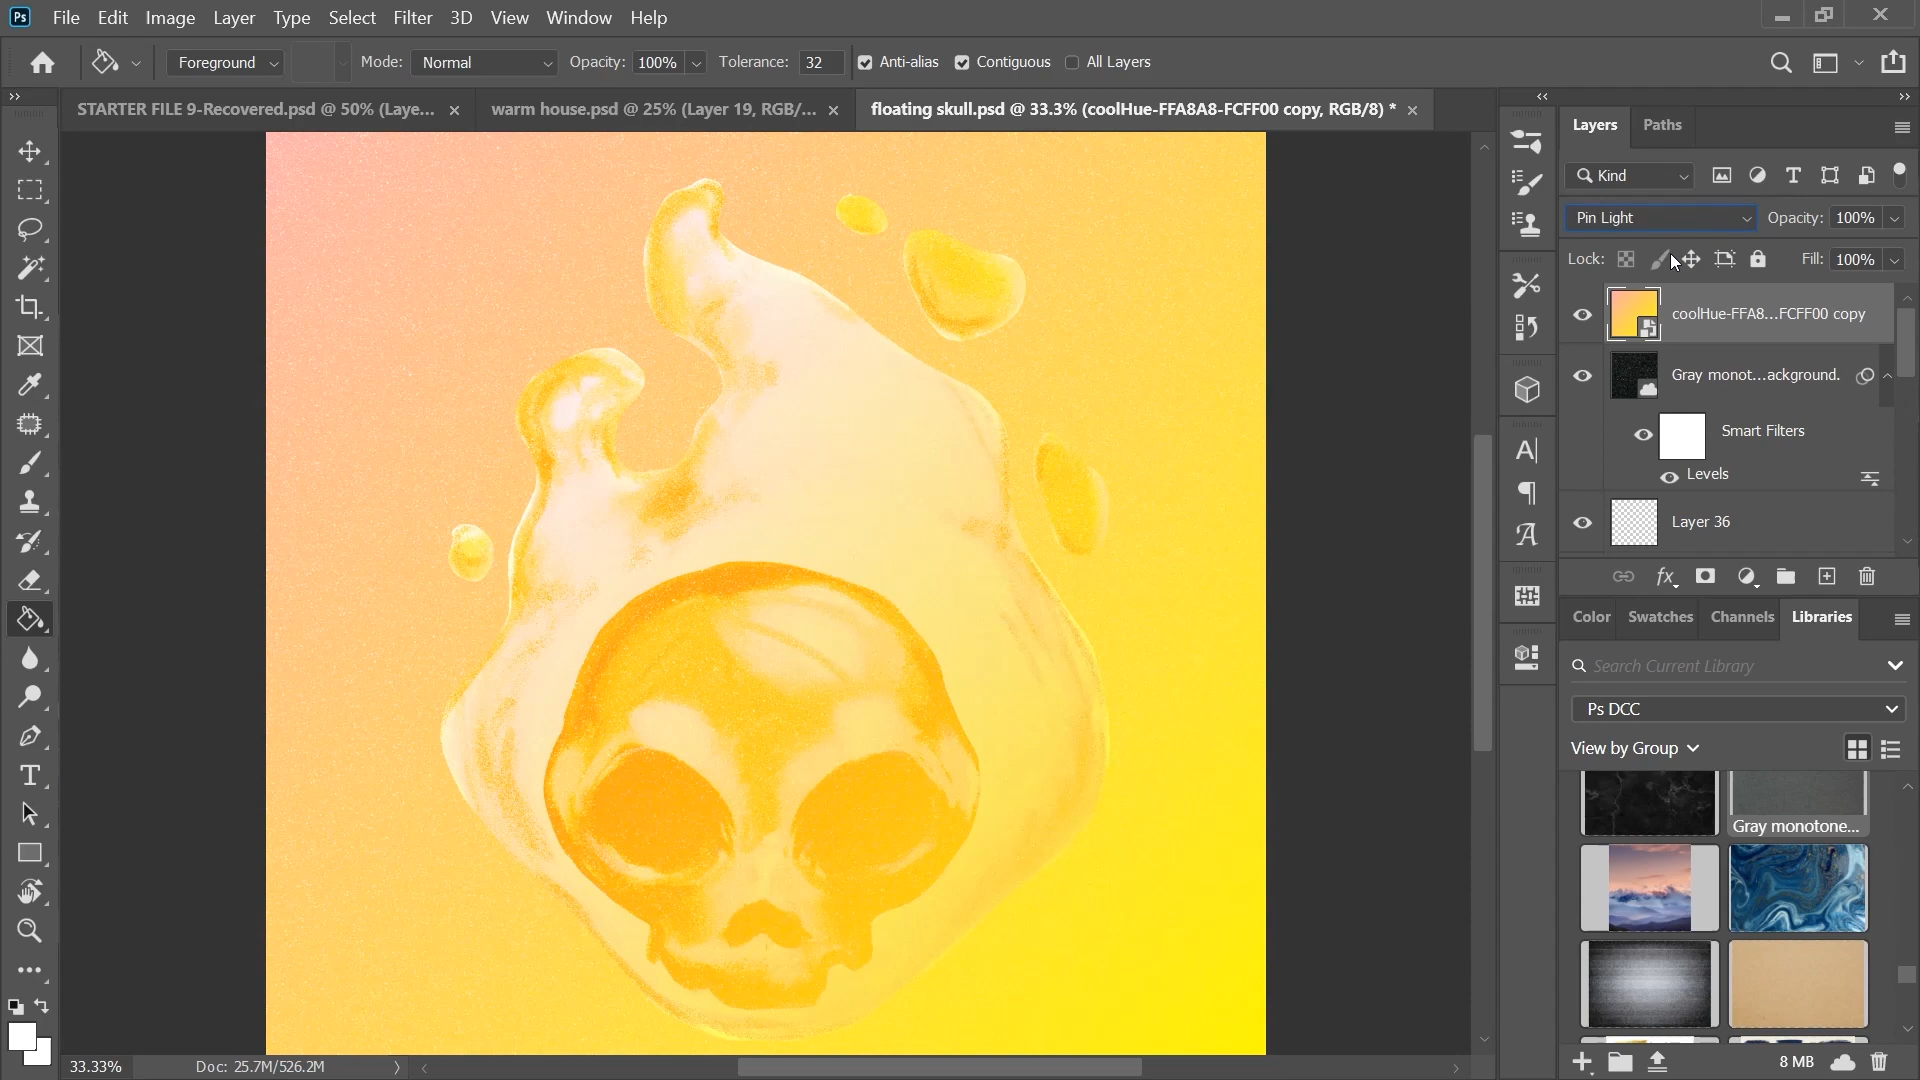 Ps File Edit Image Layer Type Select Filter 3D View Window Help
Foreground Mode: Normal Opacity: 100% Tolerance: 32 Anti-alias Contiguous All Layers
STARTER FILE 9-Recovered.psd @ 50% (Laye... warm house.psd @ 25% (Layer 19, RGB/... floating skull.psd @ 33.3% (coolHue-FFA8A8-FCFF00 copy, RGB/8) *
Layers Paths
Kind
Pin Light Opacity: 100%
Lock: Fill: 100%
coolHue-FFA8...FCFF00 copy
Gray monot...ackground.
Smart Filters
Levels
Layer 36
fx
Color Swatches Channels Libraries
Search Current Library
Ps DCC
View by Group
Gray monotone...
8 MB
33.33% Doc: 25.7M/526.2M